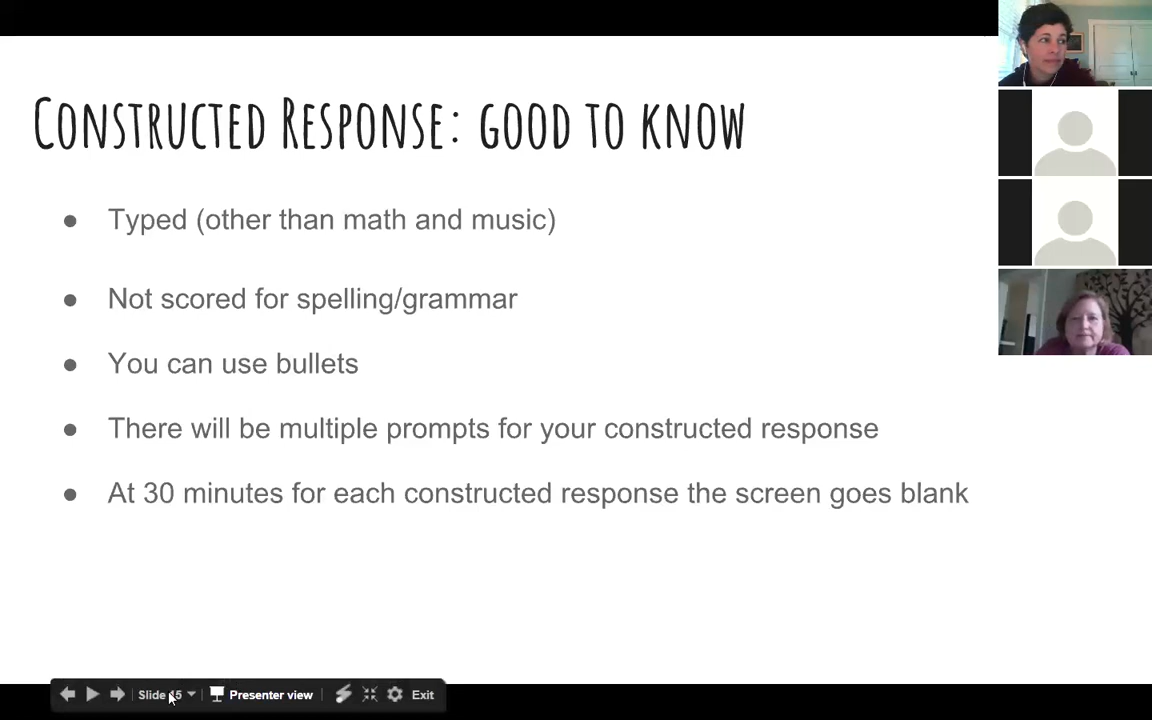 Constructed Response: good to know
● Typed (other than math and music)
● Not scored for spelling/grammar
● You can use bullets
● There will be multiple prompts for your constructed response
● At 30 minutes for each constructed response the screen goes blank
Slide Presenter view Exit